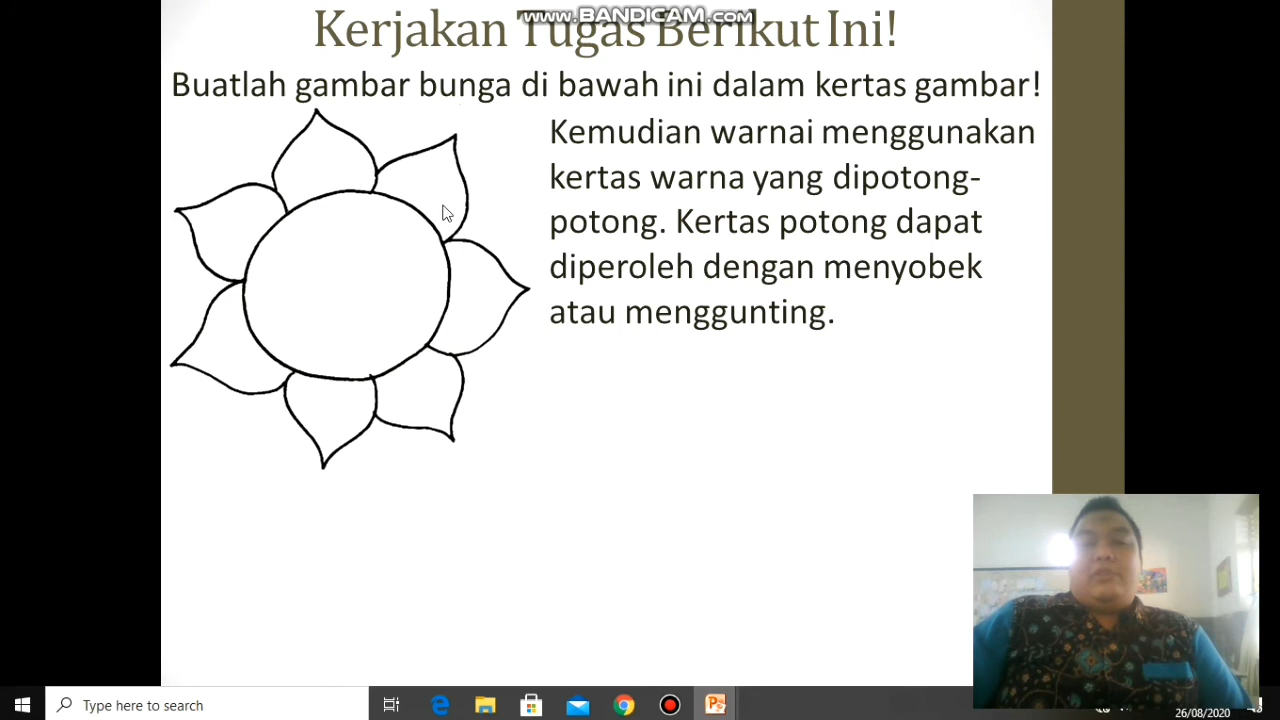 www.BANDICAM.com
Kerjakan Tugas Berikut Ini!
Buatlah gambar bunga di bawah ini dalam kertas gambar!
Kemudian warnai menggunakan
kertas warna yang dipotong-
potong. Kertas potong dapat
diperoleh dengan menyobek
atau menggunting.
Type here to search
26/08/2020